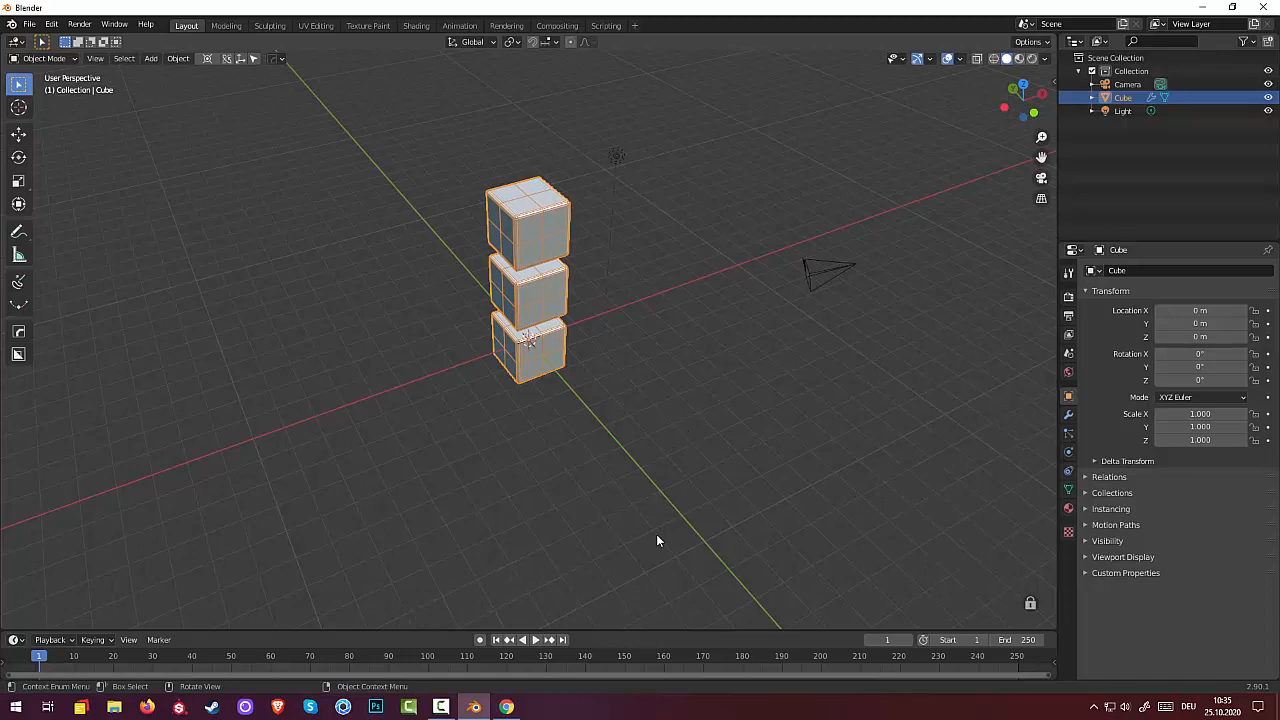 Blender
File Edit Render Window Help
Layout Modeling Sculpting UV Editing Texture Paint Shading Animation Rendering Compositing Scripting +
Scene
View Layer
Global
Options
Object Mode View Select Add Object
User Perspective
(1) Collection | Cube
Scene Collection
Collection
Camera
Cube
Light
Cube
Cube
Transform
Location X 0 m
Y 0 m
Z 0 m
Rotation X 0°
Y 0°
Z 0°
Mode XYZ Euler
Scale X 1.000
Y 1.000
Z 1.000
Delta Transform
Relations
Collections
Instancing
Motion Paths
Visibility
Viewport Display
Custom Properties
Playback Keying View Marker
1 Start 1 End 250
1 10 20 30 40 50 60 70 80 90 100 110 120 130 140 150 160 170 180 190 200 210 220 230 240 250
Context Enum Menu Box Select Rotate View Object Context Menu 2.90.1
DEU
10:35
25.10.2020